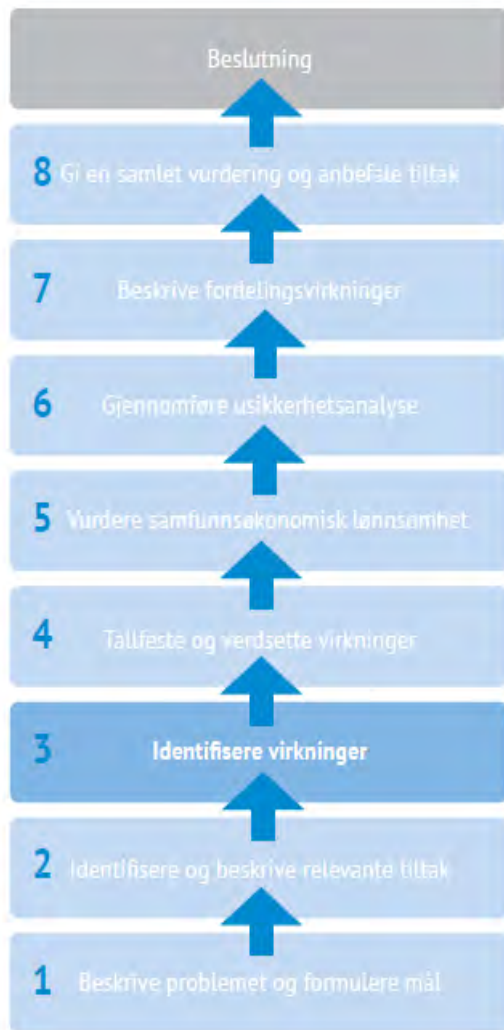 Beslutning
8 Gi en samlet vurdering og anbefale tiltak
7 Beskrive fordelingsvirkninger
6 Gjennomføre usikkerhetsanalyse
5 Vurdere samfunnsøkonomisk lønnsomhet
4 Tallfeste og verdsette virkninger
3 Identifisere virkninger
2 Identifisere og beskrive relevante tiltak
1 Beskrive problemet og formulere mål